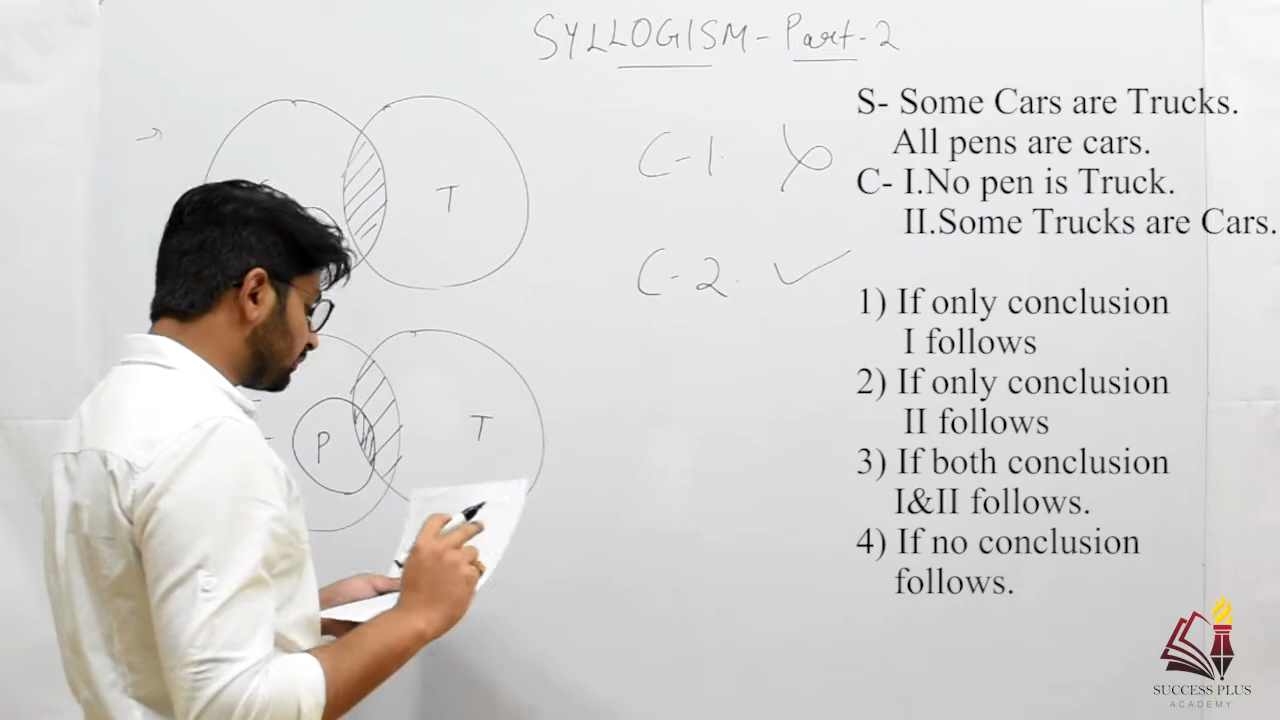 SYLLOGISM - Part-2
T
C-1.
C-2.
P
T
S- Some Cars are Trucks.
All pens are cars.
C- I.No pen is Truck.
II.Some Trucks are Cars.
1) If only conclusion
I follows
2) If only conclusion
II follows
3) If both conclusion
I&II follows.
4) If no conclusion
follows.
SUCCESS PLUS
ACADEMY